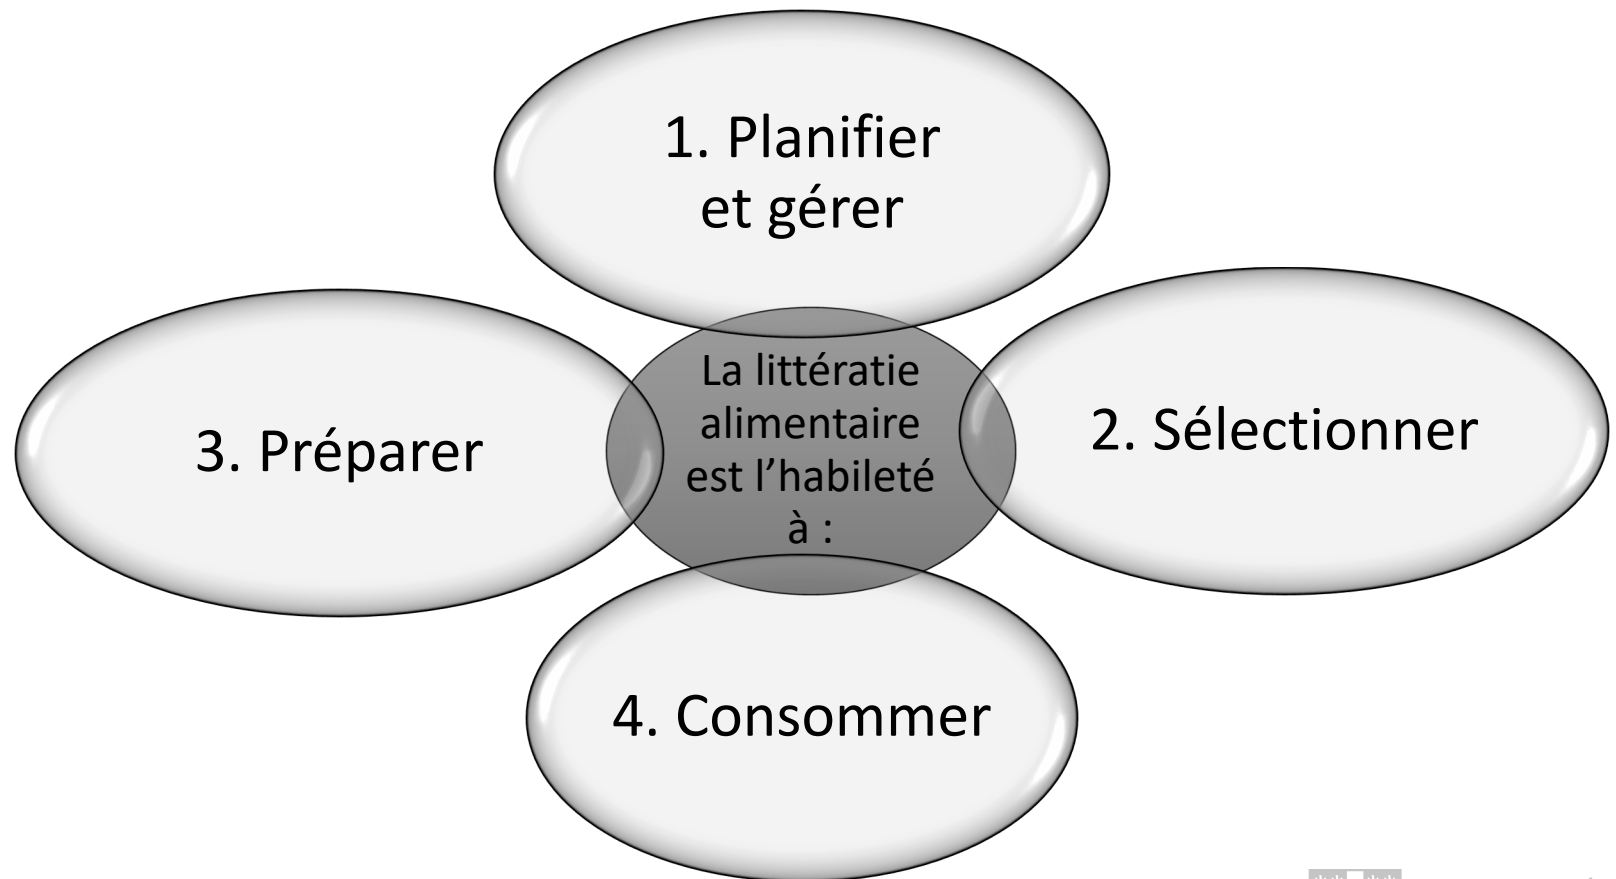 1. Planifier
et gérer
La littératie
alimentaire
est l’habileté
à :
2. Sélectionner
3. Préparer
4. Consommer